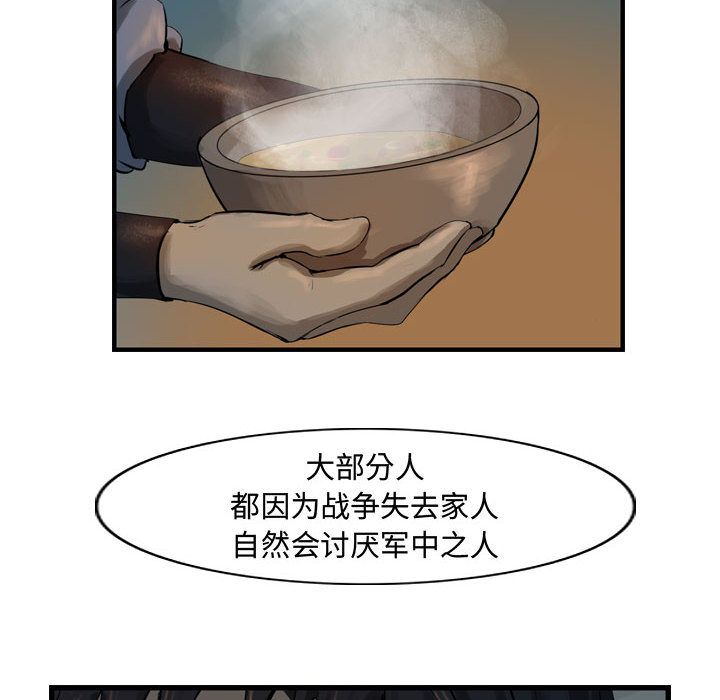 大部分人
都因为战争失去家人
自然会讨厌军中之人